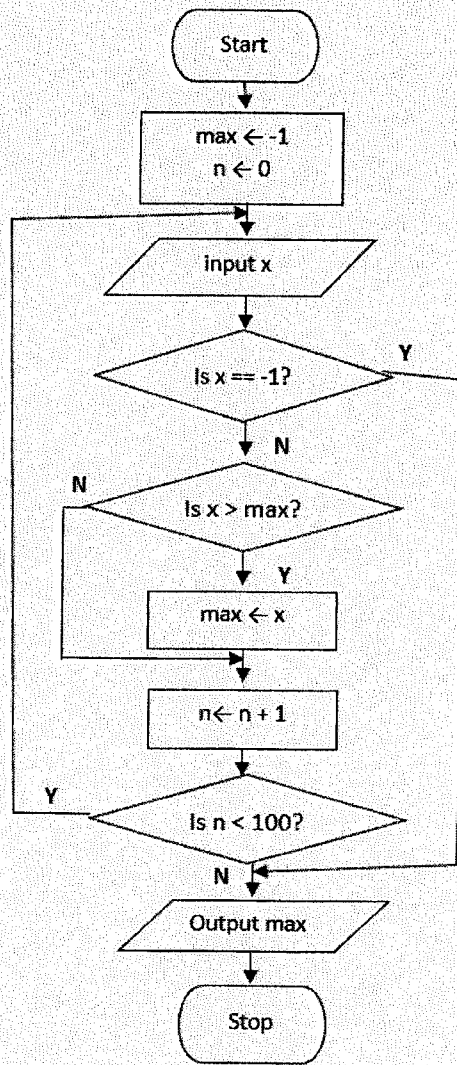 Start
max ← -1
n ← 0
input x
Is x == -1?
Y
N
Is x > max?
N
Y
max ← x
n← n + 1
Is n < 100?
Y
N
Output max
Stop